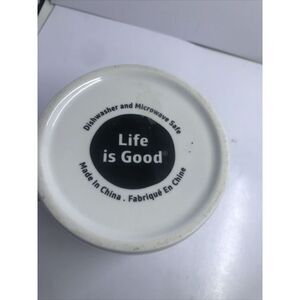 Dishwasher and Microwave Safe
Life
is Good
Made in China . Fabriqué En Chine